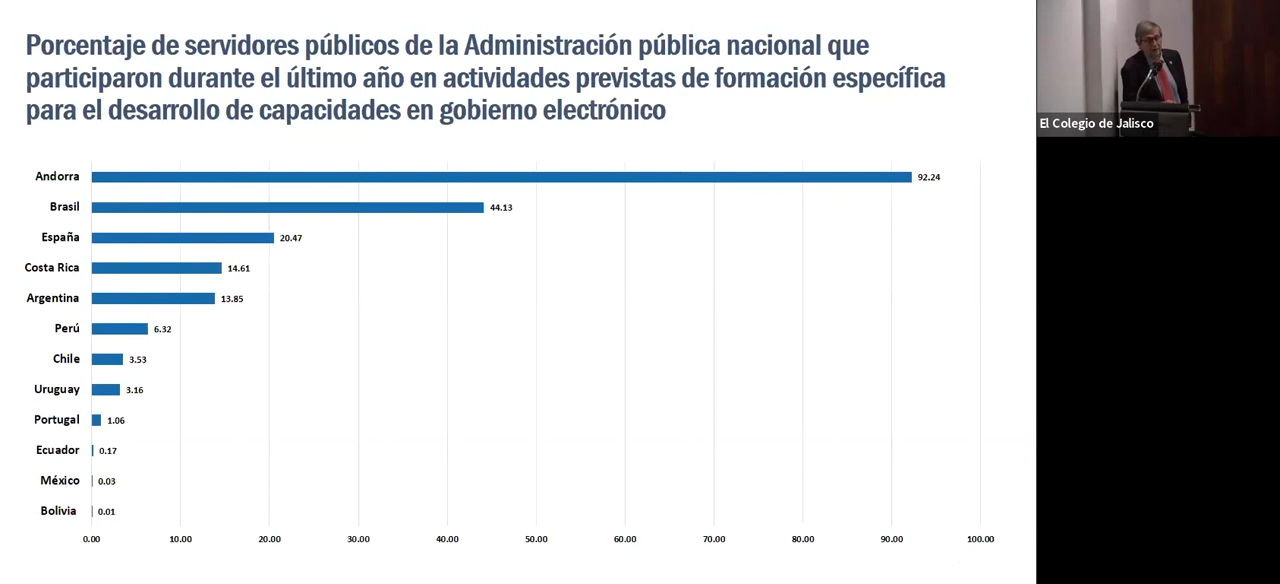 Porcentaje de servidores públicos de la Administración pública nacional que
participaron durante el último año en actividades previstas de formación específica
para el desarrollo de capacidades en gobierno electrónico
El Colegio de Jalisco
Andorra 92.24
Brasil 44.13
España 20.47
Costa Rica 14.61
Argentina 13.85
Perú 6.32
Chile 3.53
Uruguay 3.16
Portugal 1.06
Ecuador 0.17
México 0.03
Bolivia 0.01
0.00 10.00 20.00 30.00 40.00 50.00 60.00 70.00 80.00 90.00 100.00